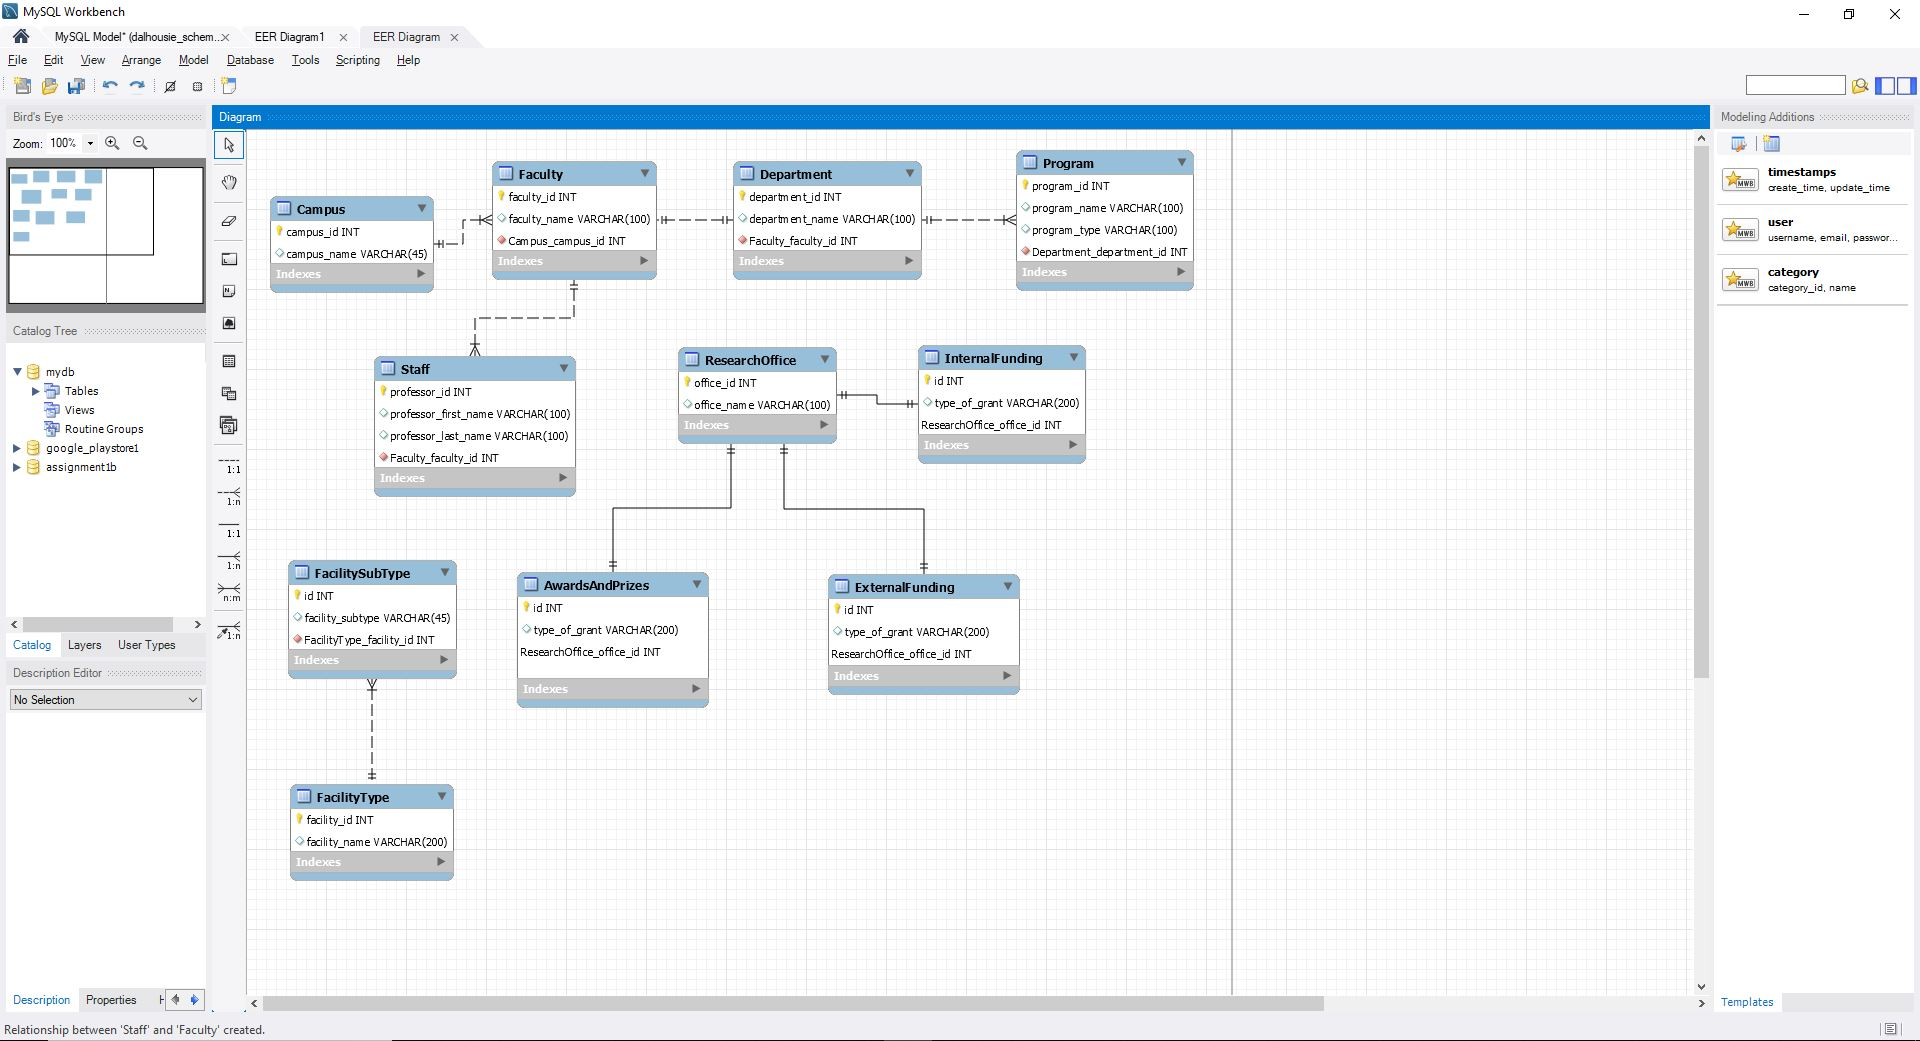 MySQL Workbench
MySQL Model* (dalhousie_schem...
EER Diagram1
EER Diagram
File Edit View Arrange Model Database Tools Scripting Help
Bird's Eye
Zoom: 100%
Catalog Tree
mydb
Tables
Views
Routine Groups
google_playstore1
assignment1b
Catalog Layers User Types
Description Editor
No Selection
Description Properties H
Relationship between 'Staff' and 'Faculty' created.
1:1
1:n
1:1
1:n
n:m
1:n
Diagram
Campus
campus_id INT
campus_name VARCHAR(45)
Indexes
Faculty
faculty_id INT
faculty_name VARCHAR(100)
Campus_campus_id INT
Indexes
Department
department_id INT
department_name VARCHAR(100)
Faculty_faculty_id INT
Indexes
Program
program_id INT
program_name VARCHAR(100)
program_type VARCHAR(100)
Department_department_id INT
Indexes
Staff
professor_id INT
professor_first_name VARCHAR(100)
professor_last_name VARCHAR(100)
Faculty_faculty_id INT
Indexes
ResearchOffice
office_id INT
office_name VARCHAR(100)
Indexes
InternalFunding
id INT
type_of_grant VARCHAR(200)
ResearchOffice_office_id INT
Indexes
FacilitySubType
id INT
facility_subtype VARCHAR(45)
FacilityType_facility_id INT
Indexes
AwardsAndPrizes
id INT
type_of_grant VARCHAR(200)
ResearchOffice_office_id INT
Indexes
ExternalFunding
id INT
type_of_grant VARCHAR(200)
ResearchOffice_office_id INT
Indexes
FacilityType
facility_id INT
facility_name VARCHAR(200)
Indexes
Modeling Additions
MWB
timestamps
create_time, update_time
MWB
user
username, email, passwor...
MWB
category
category_id, name
Templates